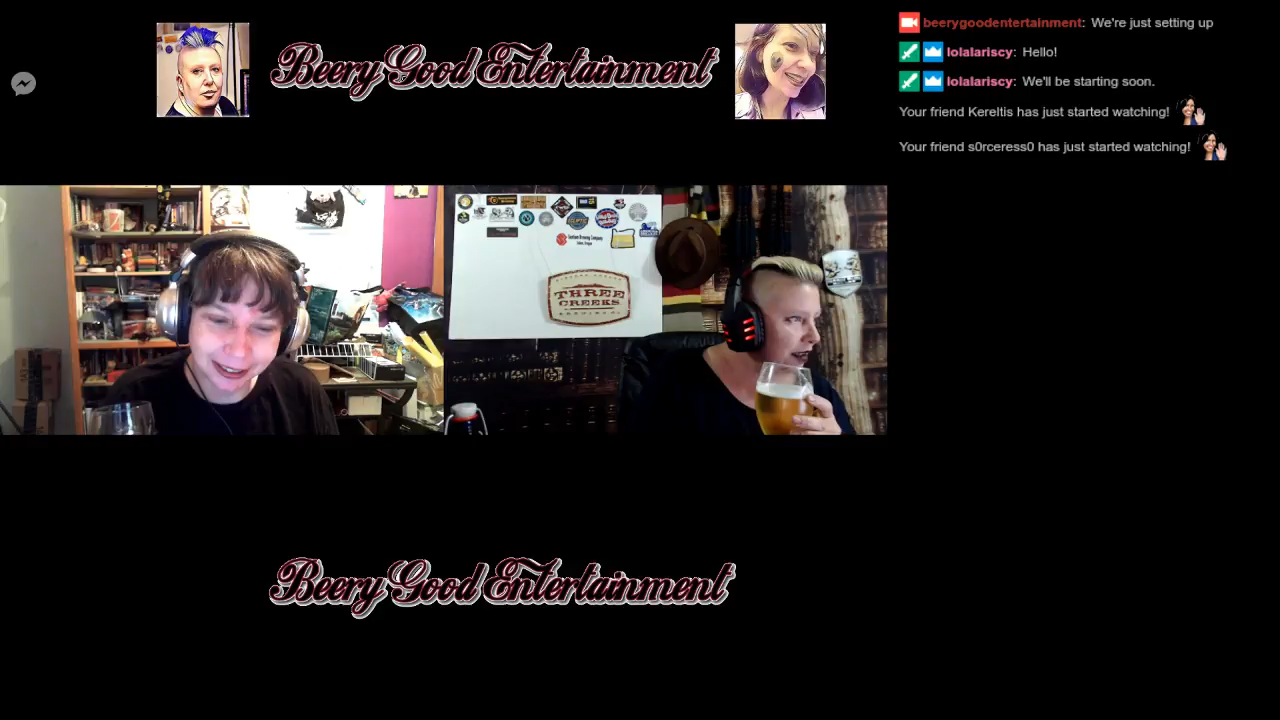 Beery Good Entertainment
beerygoodentertainment: We're just setting up
lolalariscy: Hello!
lolalariscy: We'll be starting soon.
Your friend Kereltis has just started watching!
Your friend s0rceress0 has just started watching!
ECLIPTIC
THREE
CREEKS
Beery Good Entertainment